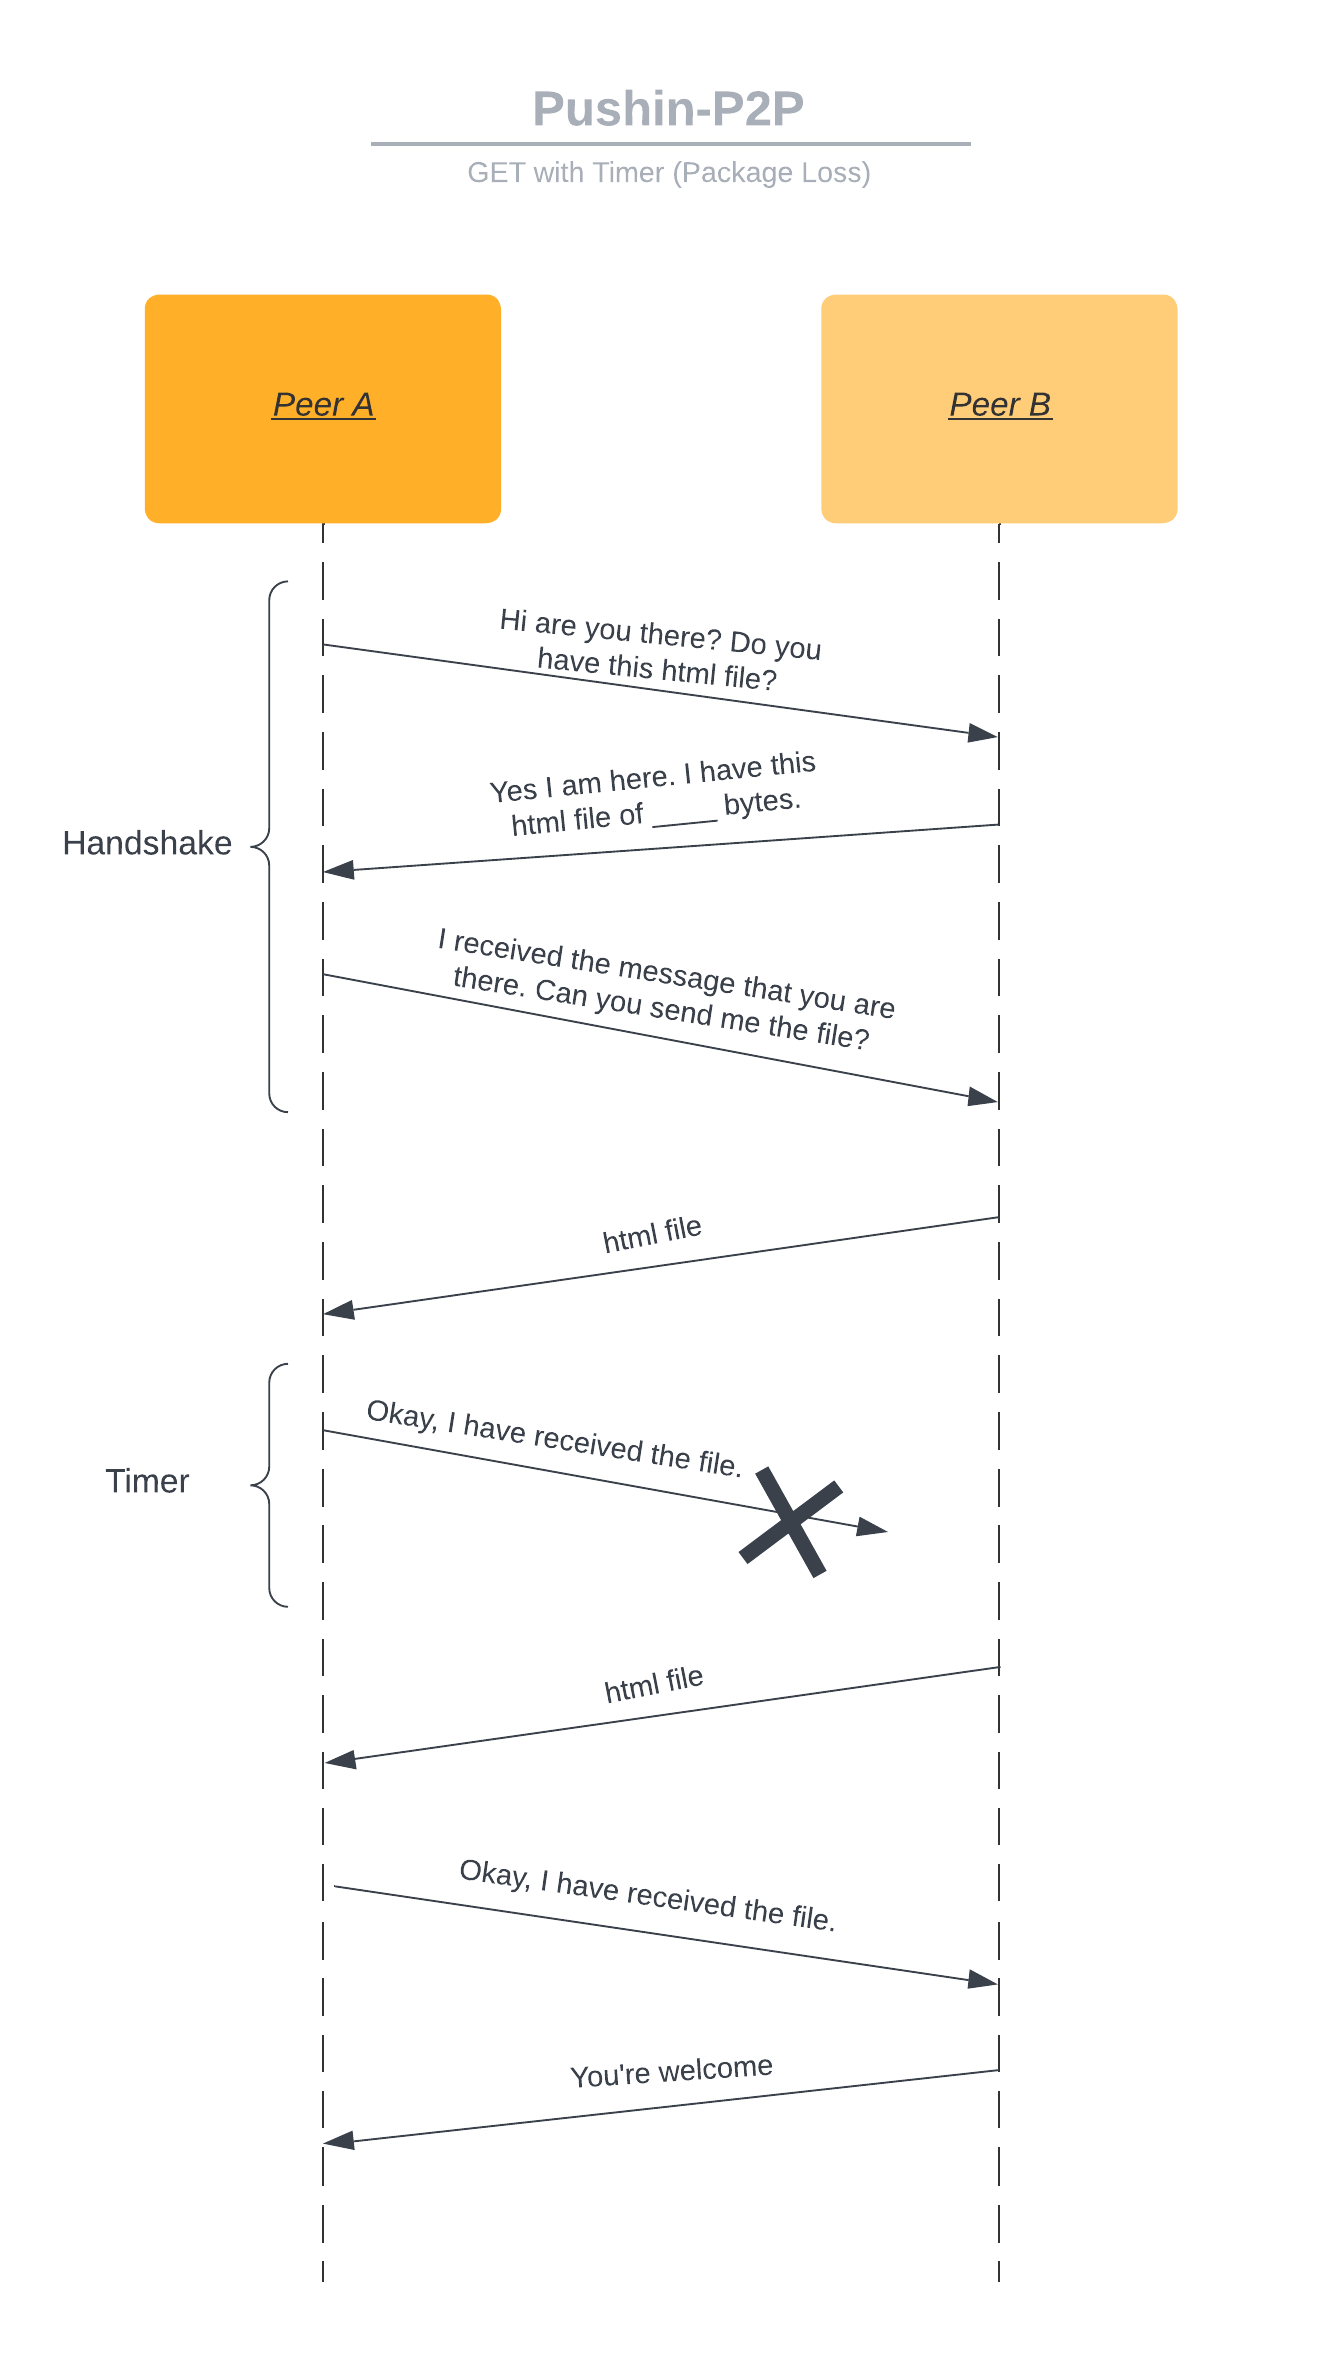 Pushin-P2P
GET with Timer (Package Loss)
Peer A
Peer B
Hi are you there? Do you
have this html file?
Yes I am here. I have this
html file of ____ bytes.
Handshake
I received the message that you are
there. Can you send me the file?
html file
Okay, I have received the file.
Timer
html file
Okay, I have received the file.
You're welcome